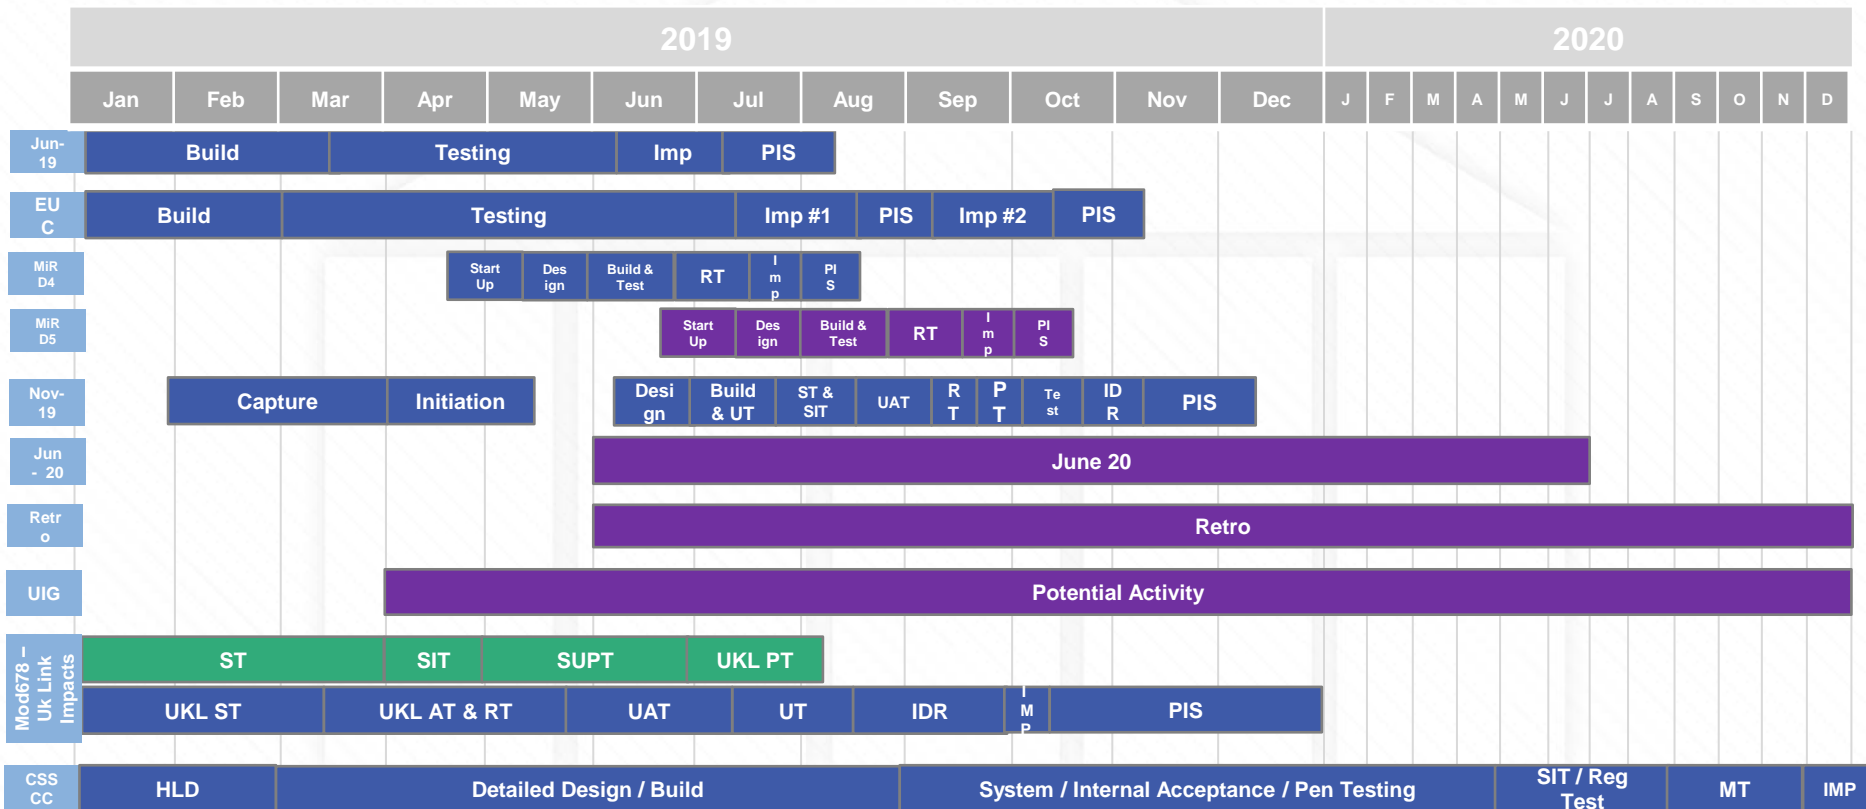 2019 2020
Jan Feb Mar Apr May Jun Jul Aug Sep Oct Nov Dec J F M A M J J A S O N D
Jun-
19
Build Testing Imp PIS
EU
C
Build Testing Imp #1 PIS Imp #2 PIS
MiR
D4
Start
Up
Des
ign
Build &
Test
RT
I
m
p
PI
S
MiR
D5
Start
Up
Des
ign
Build &
Test
RT
I
m
p
PI
S
Nov-
19
Capture Initiation
Desi
gn
Build
& UT
ST &
SIT
UAT
R
T
P
T
Te
st
ID
R
PIS
Jun
- 20
June 20
Retr
o
Retro
UIG
Potential Activity
Mod678 –
Uk Link
Impacts
ST SIT SUPT UKL PT
UKL ST UKL AT & RT UAT UT IDR
I
M
P
PIS
CSS
CC
HLD Detailed Design / Build System / Internal Acceptance / Pen Testing
SIT / Reg
Test
MT IMP